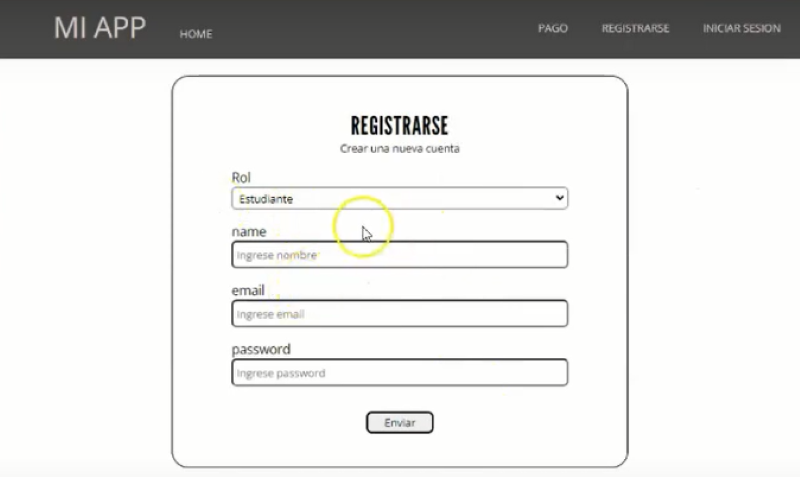 MI APP HOME PAGO REGISTRARSE INICIAR SESION
REGISTRARSE
Crear una nueva cuenta
Rol
Estudiante
name
Ingrese nombre
email
Ingrese email
password
Ingrese password
Enviar